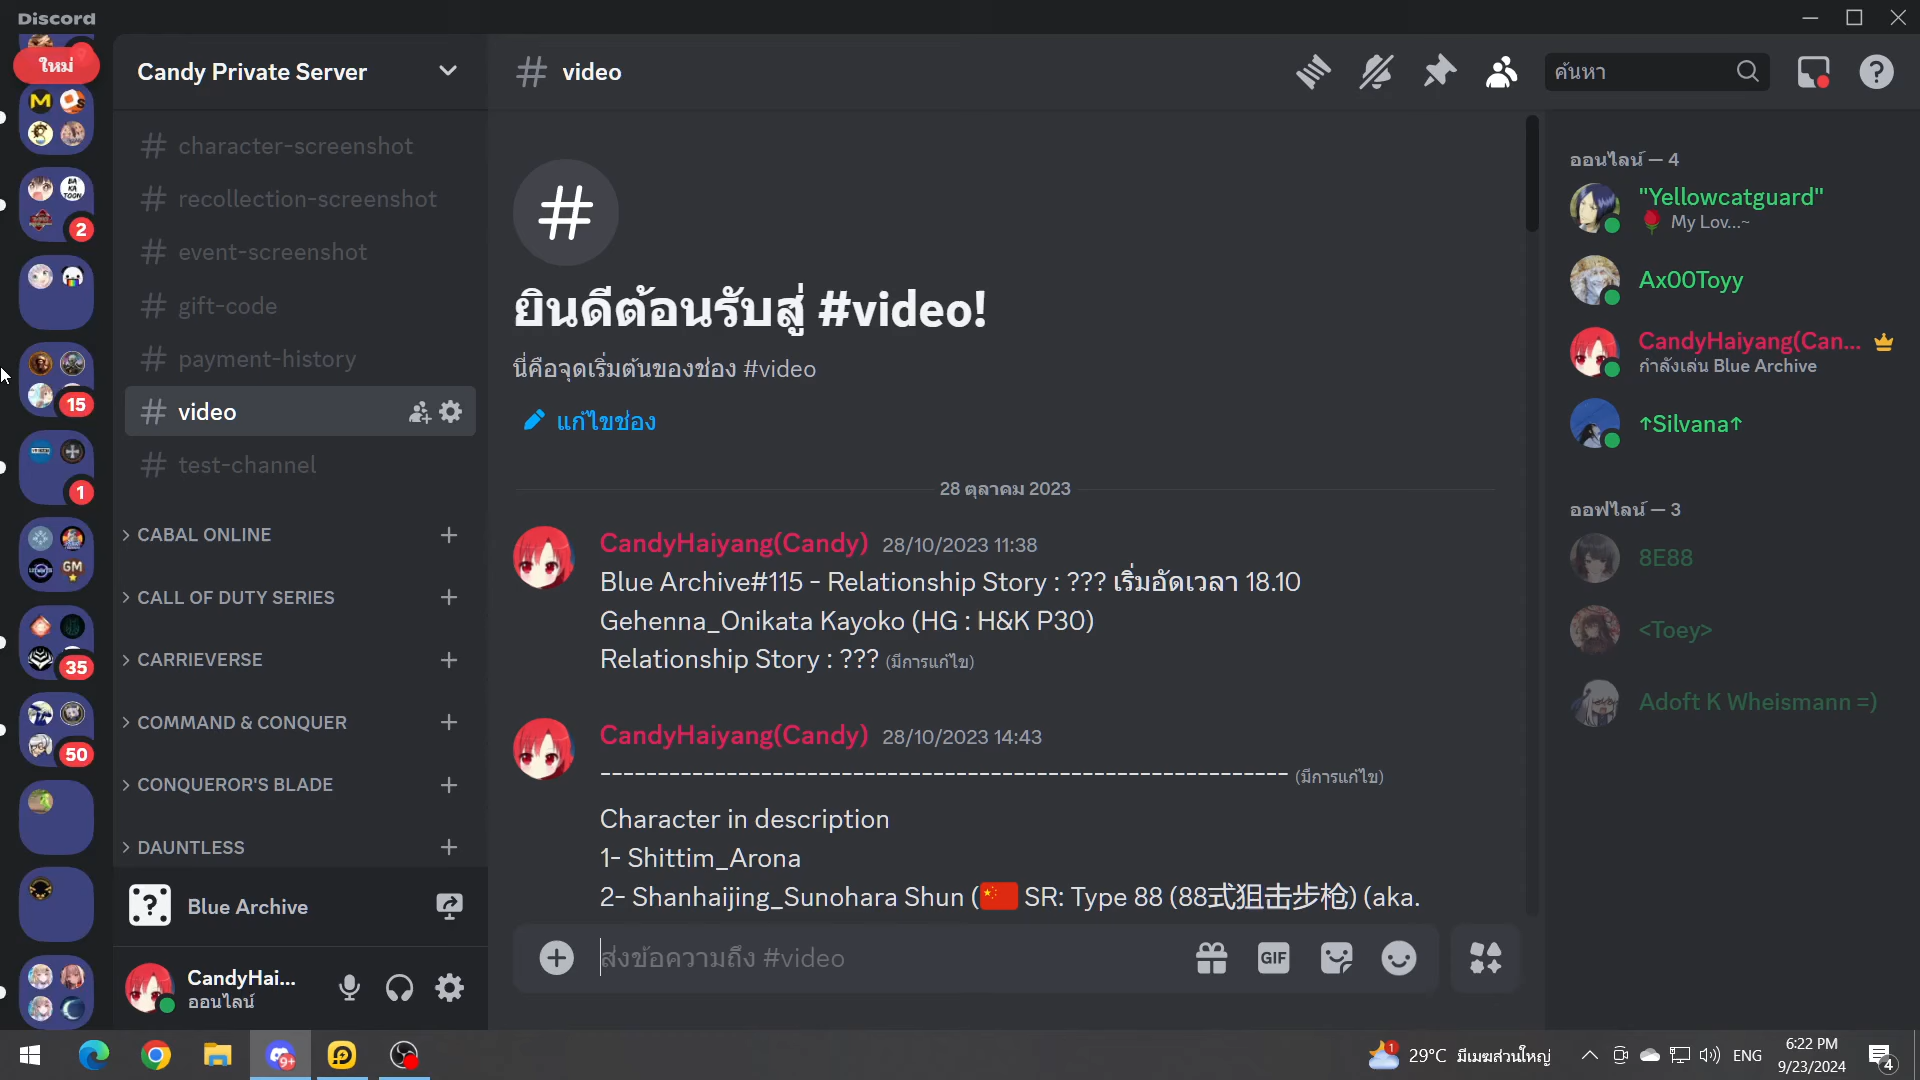 Discord
ใหม่
2
15
1
35
50
Candy Private Server
character-screenshot
recollection-screenshot
event-screenshot
gift-code
payment-history
video
test-channel
CABAL ONLINE
CALL OF DUTY SERIES
CARRIEVERSE
COMMAND & CONQUER
CONQUEROR'S BLADE
DAUNTLESS
Blue Archive
CandyHai...
ออนไลน์
video
ค้นหา
ยินดีต้อนรับสู่ #video!
นี่คือจุดเริ่มต้นของช่อง #video
แก้ไขช่อง
28 ตุลาคม 2023
CandyHaiyang(Candy) 28/10/2023 11:38
Blue Archive#115 - Relationship Story : ??? เริ่มอัดเวลา 18.10
Gehenna_Onikata Kayoko (HG : H&K P30)
Relationship Story : ??? (มีการแก้ไข)
CandyHaiyang(Candy) 28/10/2023 14:43
------------------------------------------------------------ (มีการแก้ไข)
Character in description
1- Shittim_Arona
2- Shanhaijing_Sunohara Shun (🇨🇳 SR: Type 88 (88式狙击步枪) (aka.
ส่งข้อความถึง #video
GIF
ออนไลน์ — 4
"Yellowcatguard"
🌹 My Lov...~
Ax00Toyy
CandyHaiyang(Can...
กำลังเล่น Blue Archive
↑Silvana↑
ออฟไลน์ — 3
8E88
<Toey>
Adoft K Wheismann =)
9+
1
29°C มีเมฆส่วนใหญ่
ENG
6:22 PM
9/23/2024
4